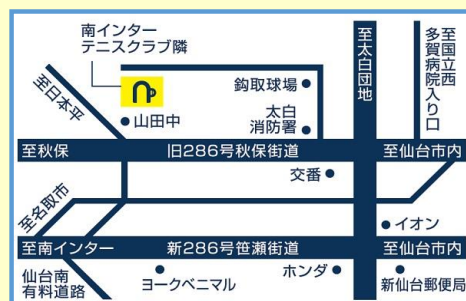 南インター
テニスクラブ隣
至日本平
山田中
鈎取球場
太白
消防署
至太白団地
至国立西
多賀病院入り口
至秋保
旧286号秋保街道
至仙台市内
交番
至名取市
イオン
至南インター
新286号笹瀬街道
至仙台市内
仙台南
有料道路
ヨークベニマル
ホンダ
新仙台郵便局